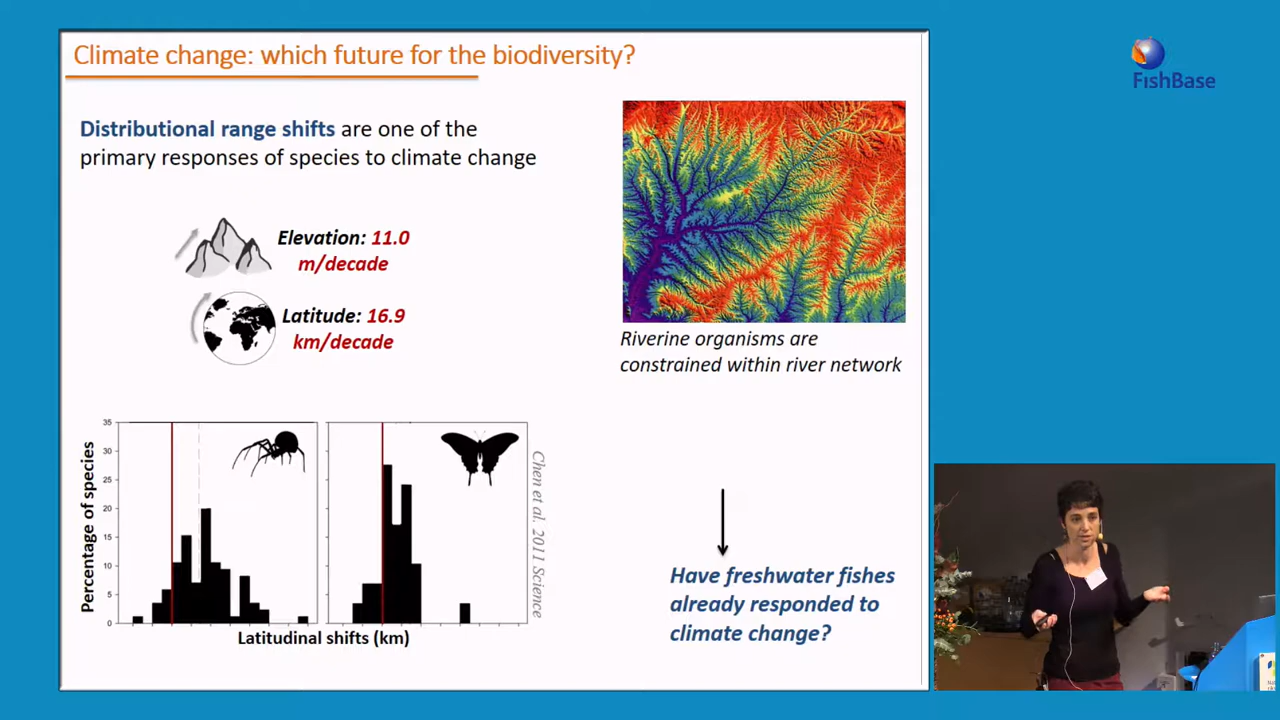 Climate change: which future for the biodiversity?
FishBase
Distributional range shifts are one of the
primary responses of species to climate change
Elevation: 11.0
m/decade
Latitude: 16.9
km/decade
Riverine organisms are
constrained within river network
Percentage of species
35
30
25
20
15
10
5
0
Latitudinal shifts (km)
Chen et al. 2011 Science
Have freshwater fishes
already responded to
climate change?